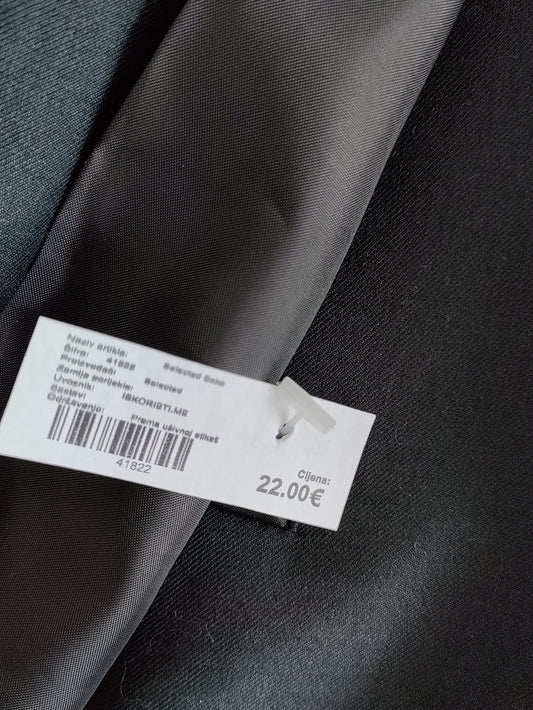 Naziv artikla: Selected Sako
Šifra: 41822
Proizvođač: Selected
Zemlja porijekla:
Uvoznik: ISKORISTI.ME
Sastav:
Održavanje: Prema ušivnoj etiketi
41822
Cijena:
22.00€